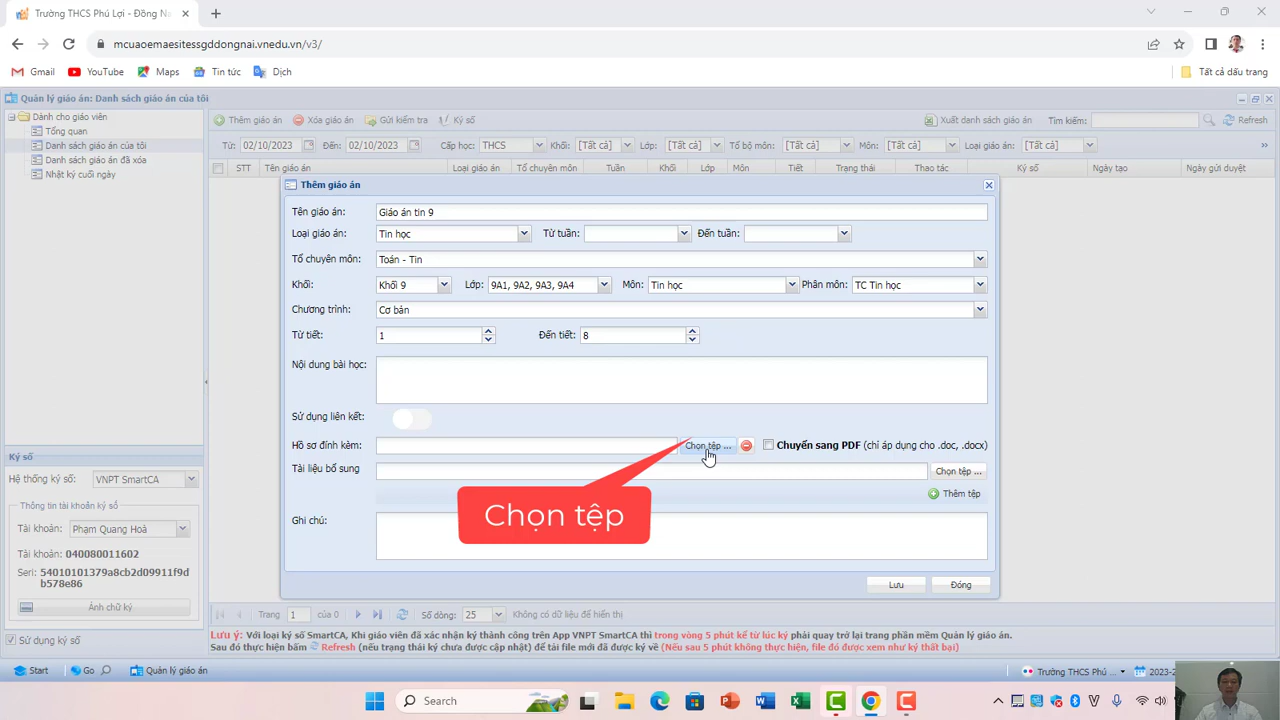 Trường THCS Phú Lợi - Đồng Na
mcuaoemaesitessgddongnai.vnedu.vn/v3/
Gmail YouTube Maps Tin tức Dịch Tất cả dấu trang
Quản lý giáo án: Danh sách giáo án của tôi
Dành cho giáo viên
Tổng quan
Danh sách giáo án của tôi
Danh sách giáo án đã xóa
Nhật ký cuối ngày
Thêm giáo án Xóa giáo án Gửi kiểm tra Ký số Xuất danh sách giáo án Tìm kiếm: Refresh
Từ: 02/10/2023 Đến: 02/10/2023 Cấp học: THCS Khối: [Tất cả] Lớp: [Tất cả] Tổ bộ môn: [Tất cả] Môn: [Tất cả] Loại giáo án: [Tất cả] »
STT Tên giáo án Loại giáo án Tổ chuyên môn Tuần Khối Lớp Môn Tiết Trạng thái Thao tác Ký số Ngày tạo Ngày gửi duyệt
Thêm giáo án
Tên giáo án: Giáo án tin 9
Loại giáo án: Tin học Từ tuần: Đến tuần:
Tổ chuyên môn: Toán - Tin
Khối: Khối 9 Lớp: 9A1, 9A2, 9A3, 9A4 Môn: Tin học Phân môn: TC Tin học
Chương trình: Cơ bản
Từ tiết: 1 Đến tiết: 8
Nội dung bài học:
Sử dụng liên kết:
Hồ sơ đính kèm: Chọn tệp ... Chuyển sang PDF (chỉ áp dụng cho .doc, .docx)
Tài liệu bổ sung Chọn tệp ...
Thêm tệp
Chọn tệp
Ghi chú:
Lưu Đóng
Ký số
Hệ thống ký số: VNPT SmartCA
Thông tin tài khoản ký số
Tài khoản: Phạm Quang Hoà
Tài khoản: 040080011602
Seri: 54010101379a8cb2d09911f9d
b578e86
Ảnh chữ ký
Sử dụng ký số
Trang 1 của 0 Số dòng: 25 Không có dữ liệu để hiển thị
Lưu ý: Với loại ký số SmartCA, Khi giáo viên đã xác nhận ký thành công trên App VNPT SmartCA thì trong vòng 5 phút kể từ lúc ký phải quay trở lại trang phần mềm Quản lý giáo án.
Sau đó thực hiện bấm Refresh (nếu trạng thái ký chưa được cập nhật) để tải file mới đã được ký về (Nếu sau 5 phút không thực hiện, file đó được xem như ký thất bại)
Start Go Quản lý giáo án Trường THCS Phú ... 2023-2
Search